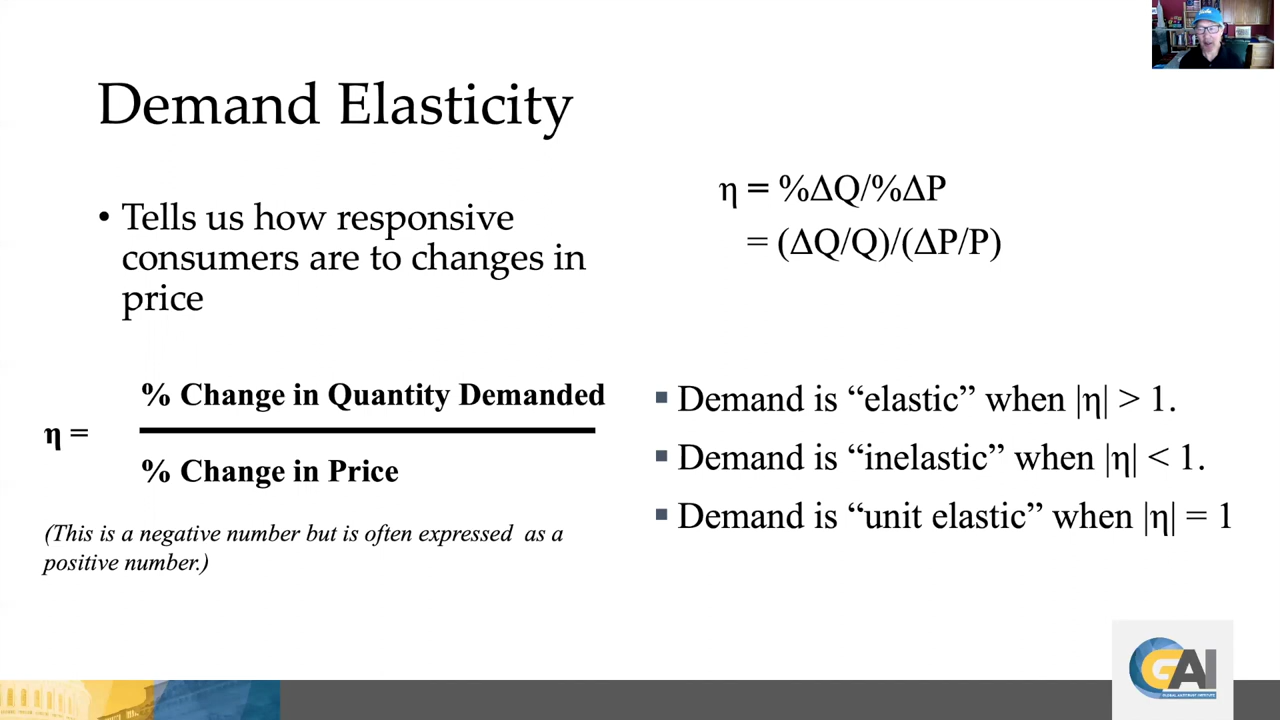 Demand Elasticity
• Tells us how responsive
consumers are to changes in
price
η = %ΔQ/%ΔP
= (ΔQ/Q)/(ΔP/P)
% Change in Quantity Demanded
η =
% Change in Price
(This is a negative number but is often expressed as a
positive number.)
▪ Demand is “elastic” when |η| > 1.
▪ Demand is “inelastic” when |η| < 1.
▪ Demand is “unit elastic” when |η| = 1
GAI
GLOBAL ANTITRUST INSTITUTE